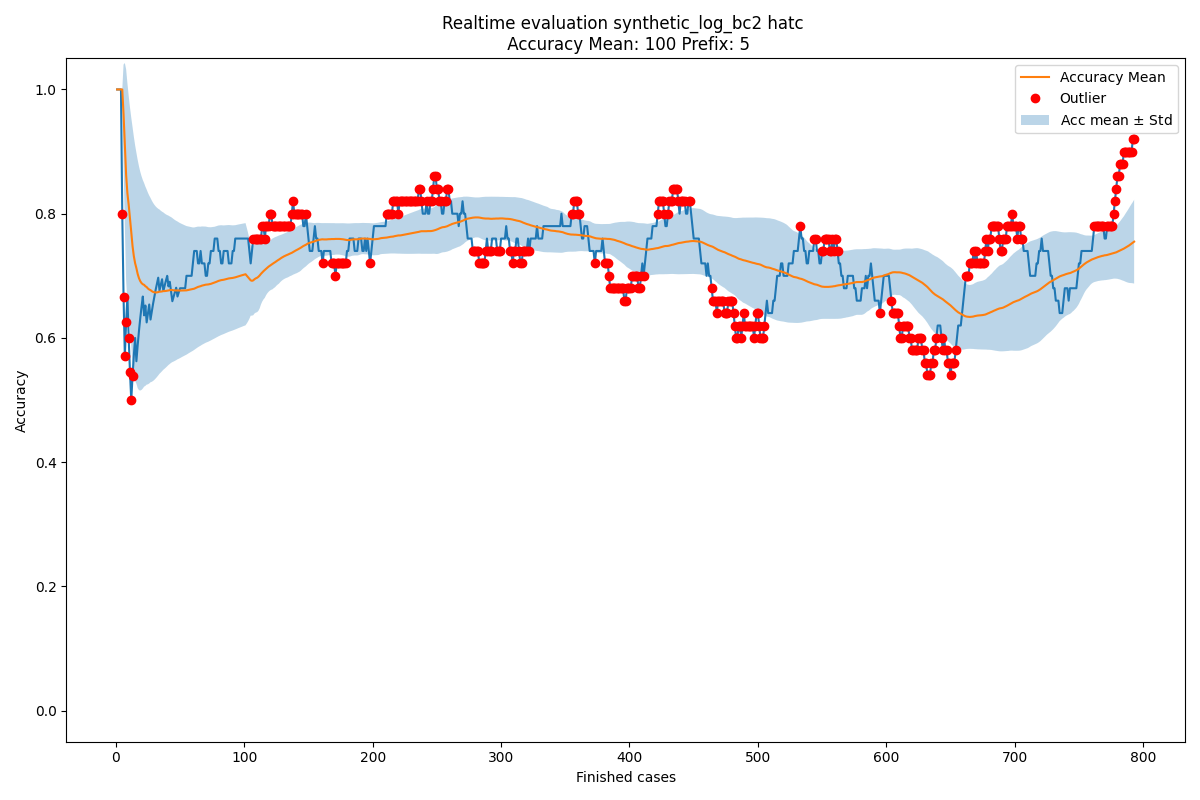 Realtime evaluation synthetic_log_bc2 hatc
Accuracy Mean: 100 Prefix: 5
Accuracy Mean
Outlier
Acc mean ± Std
1.0
0.8
0.6
0.4
0.2
0.0
Accuracy
0 100 200 300 400 500 600 700 800
Finished cases